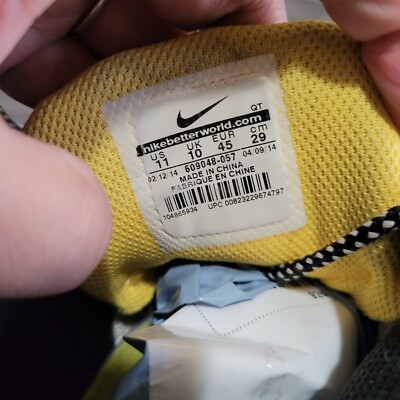 QT
nikebetterworld.com
US UK EUR cm
11 10 45 29
609048-057
02/12/14 04/09/14
MADE IN CHINA
FABRIQUE EN CHINE
104865934 UPC 00823229674797